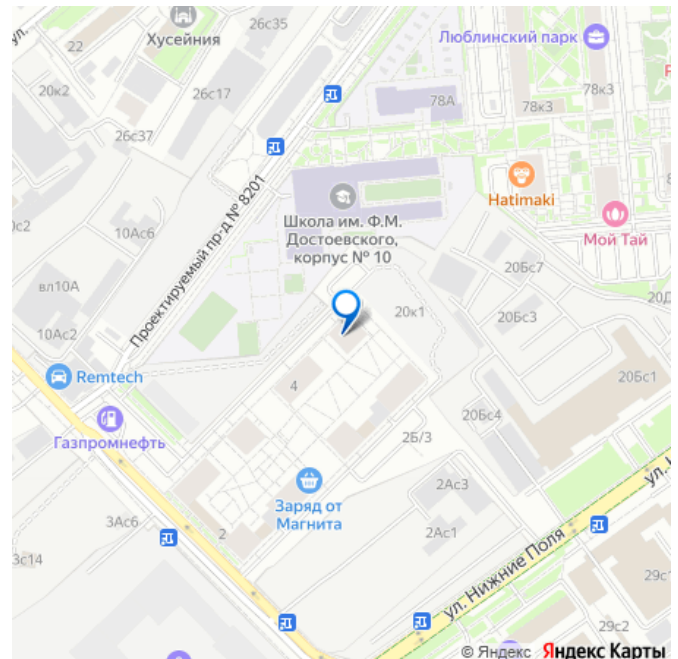 ул.
22
Хусейния
26с35
Люблинский парк
20к2
26с17
78А
78к3
78к3
26с37
Проектируемый пр-д № 8201
Hatimaki
Школа им. Ф.М.
Достоевского,
корпус № 10
Мой Тай
10Ас6
20Бс7
вл10А
20к1
20Бс3
10Ас2
Remtech
4
20Бс1
Газпромнефть
20Бс4
2Б/3
Заряд от
Магнита
2Ас3
3Ас6
2
2Ас1
3с14
ул. Нижние Поля
29с2
© Яндекс Яндекс Карты